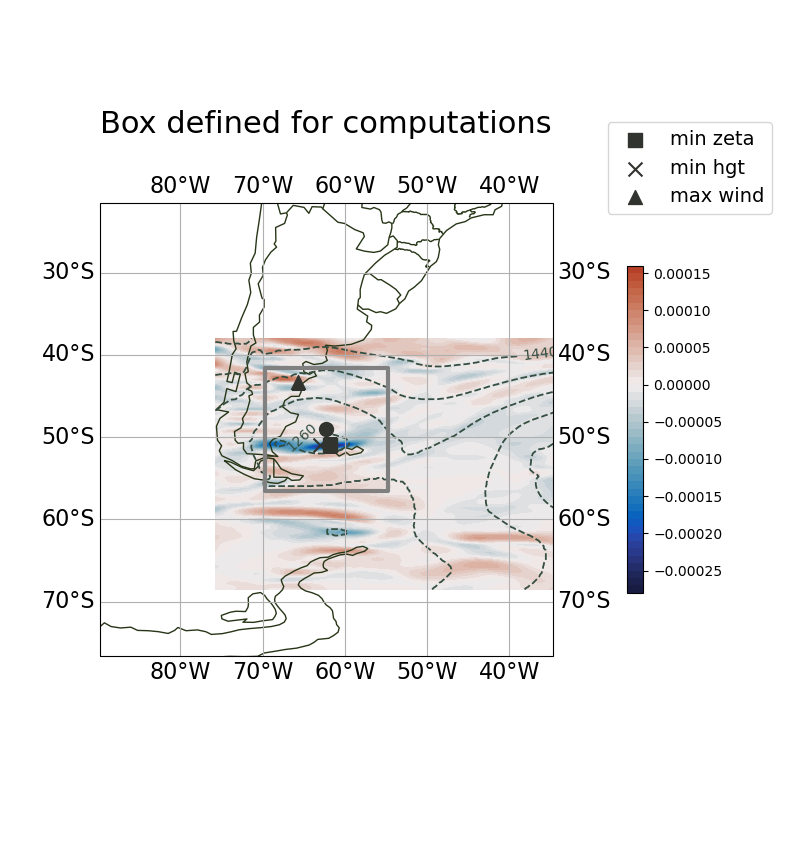 Box defined for computations
min zeta
min hgt
max wind
80°W 70°W 60°W 50°W 40°W
30°S 30°S
40°S 40°S
50°S 50°S
60°S 60°S
70°S 70°S
1440
1260
80°W 70°W 60°W 50°W 40°W
0.00015
0.00010
0.00005
0.00000
−0.00005
−0.00010
−0.00015
−0.00020
−0.00025